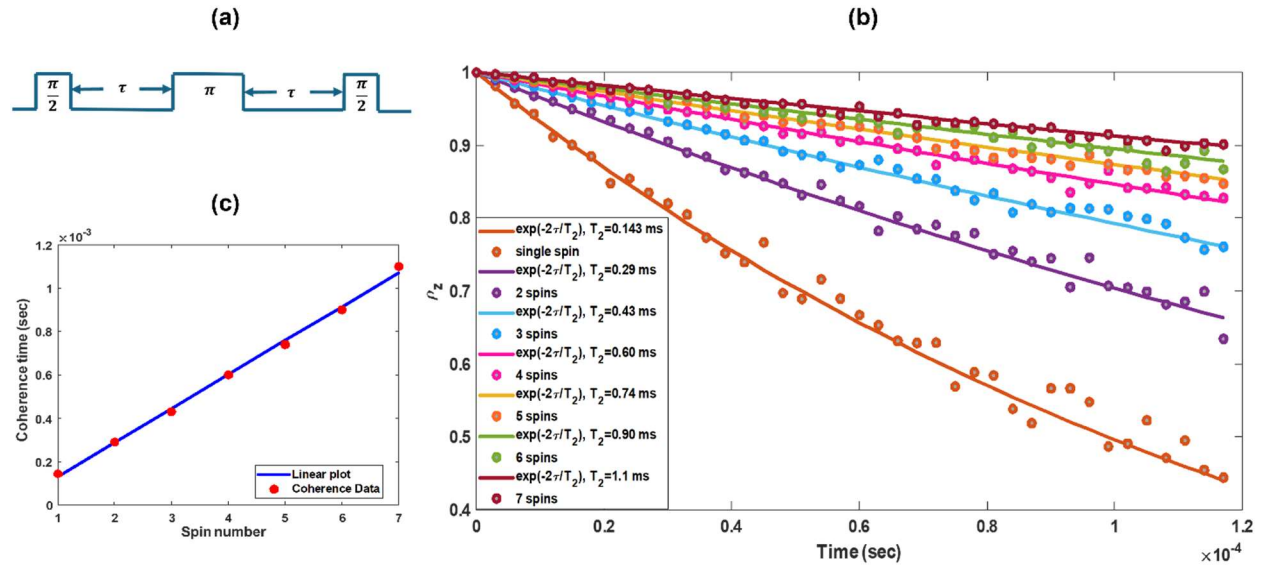 (a)
π/2
τ
π
τ
π/2
(b)
1
0.9
0.8
0.7
0.6
0.5
0.4
ρz
exp(-2τ/T2), T2=0.143 ms
single spin
exp(-2τ/T2), T2=0.29 ms
2 spins
exp(-2τ/T2), T2=0.43 ms
3 spins
exp(-2τ/T2), T2=0.60 ms
4 spins
exp(-2τ/T2), T2=0.74 ms
5 spins
exp(-2τ/T2), T2=0.90 ms
6 spins
exp(-2τ/T2), T2=1.1 ms
7 spins
0 0.2 0.4 0.6 0.8 1 1.2
Time (sec)
×10-4
(c)
×10-3
1.2
1
0.8
0.6
0.4
0.2
0
Coherence time (sec)
Linear plot
Coherence Data
1 2 3 4 5 6 7
Spin number